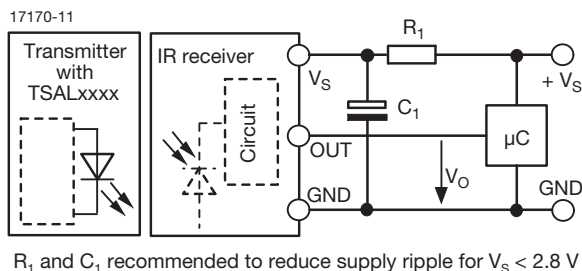 17170-11
Transmitter
with
TSALxxxx
IR receiver
Circuit
V_S
OUT
GND
C_1
R_1
+ V_S
µC
V_O
GND
R_1 and C_1 recommended to reduce supply ripple for V_S < 2.8 V